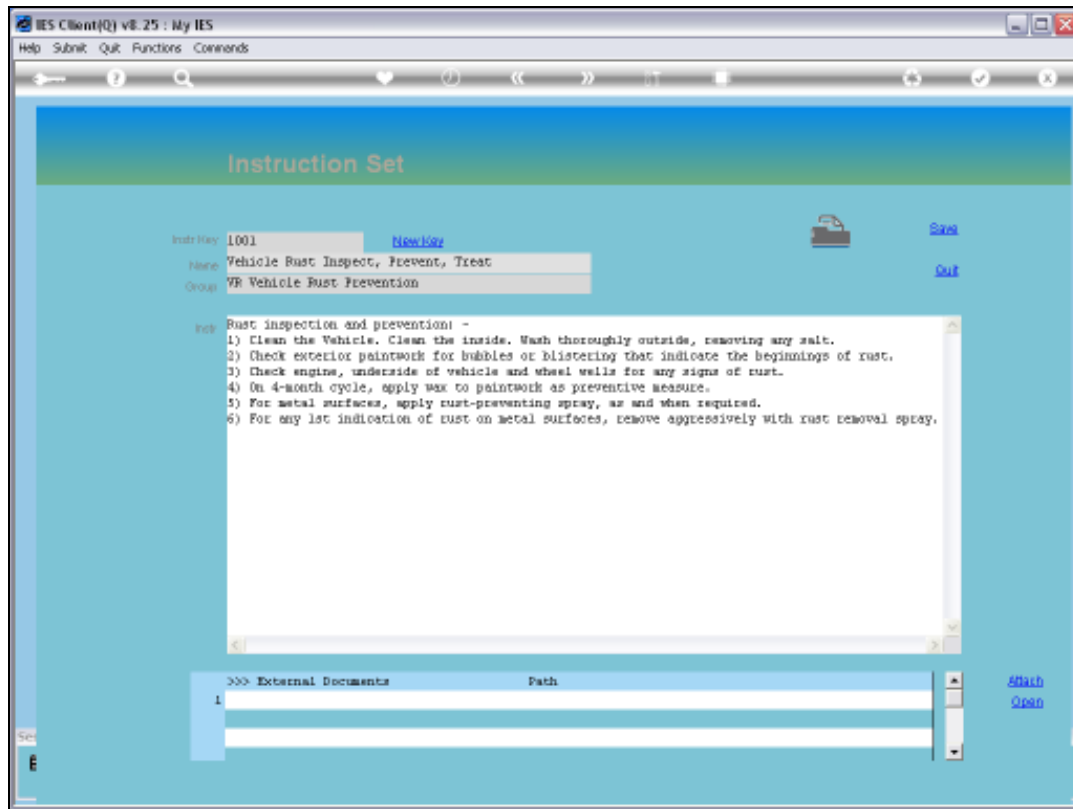 IES Client(Q) v8.25 : My IES
Help Submit Quit Functions Commands
Instruction Set
Instr Key 1001 New Key
Save
Name Vehicle Rust Inspect, Prevent, Treat
Quit
Group VR Vehicle Rust Prevention
Instr Rust inspection and prevention: -
1) Clean the Vehicle. Clean the inside. Wash thoroughly outside, removing any salt.
2) Check exterior paintwork for bubbles or blistering that indicate the beginnings of rust.
3) Check engine, underside of vehicle and wheel wells for any signs of rust.
4) On 4-month cycle, apply wax to paintwork as preventive measure.
5) For metal surfaces, apply rust-preventing spray, as and when required.
6) For any 1st indication of rust on metal surfaces, remove aggressively with rust removal spray.
>>> External Documents Path
Attach
1
Open
Ses